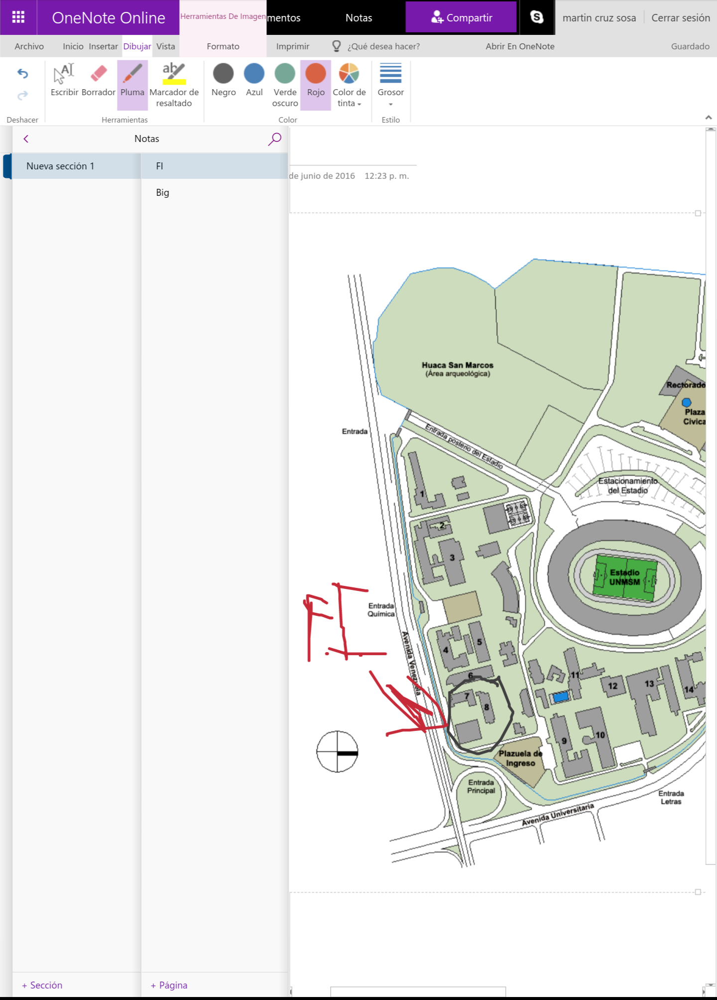 OneNote Online
Herramientas De Imagen
mentos
Notas
Compartir
martin cruz sosa
Cerrar sesión
Archivo
Inicio
Insertar
Dibujar
Vista
Formato
Imprimir
¿Qué desea hacer?
Abrir En OneNote
Guardado
Escribir
Borrador
Pluma
ab
Marcador de
resaltado
Negro
Azul
Verde
oscuro
Rojo
Color de
tinta
Grosor
Deshacer
Herramientas
Color
Estilo
Notas
Nueva sección 1
FI
Big
de junio de 2016 12:23 p. m.
Huaca San Marcos
(Área arqueológica)
Rectorado
Plaza
Civica
Entrada
Entrada posterio del Estadio
Estacionamiento
del Estadio
1
2
3
Estadio
UNMSM
FI
Entrada
Química
Avenida Venezuela
4
5
6
7
8
11
12
13
14
9
10
Plazuela de
Ingreso
Entrada
Principal
Entrada
Letras
Avenida Universitaria
+ Sección
+ Página